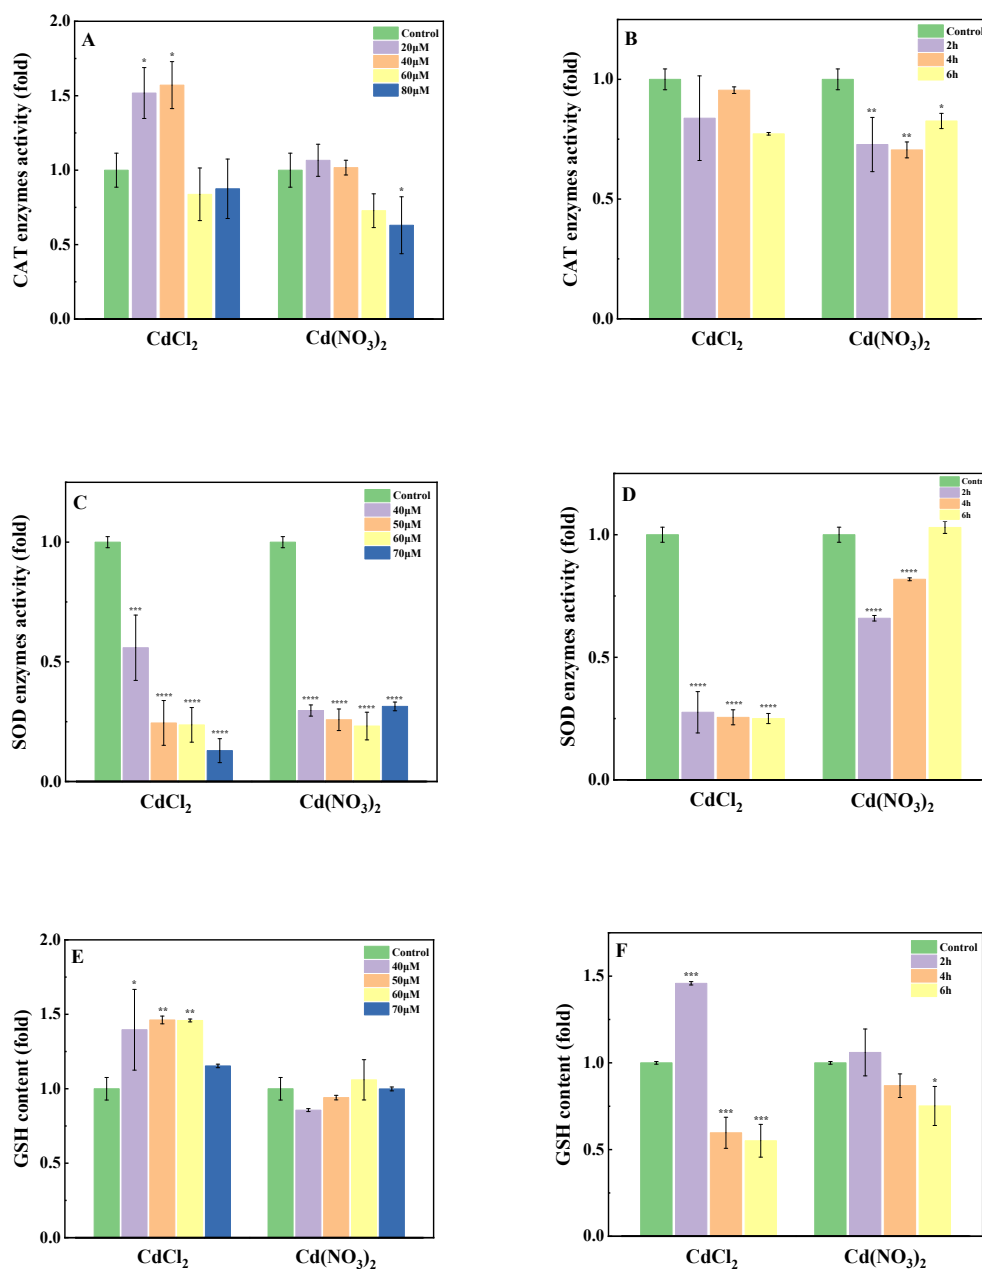 A
Control
20μM
40μM
60μM
80μM
CAT enzymes activity (fold)
2.0
1.5
1.0
0.5
0.0
*
*
*
CdCl2
Cd(NO3)2
B
Control
2h
4h
6h
CAT enzymes activity (fold)
1.0
0.5
0.0
**
**
*
CdCl2
Cd(NO3)2
C
Control
40μM
50μM
60μM
70μM
SOD enzymes activity (fold)
1.0
0.5
0.0
***
****
****
****
****
****
****
****
CdCl2
Cd(NO3)2
D
Contr
2h
4h
6h
SOD enzymes activity (fold)
1.0
0.5
0.0
****
****
****
****
****
CdCl2
Cd(NO3)2
E
Control
40μM
50μM
60μM
70μM
GSH content (fold)
2.0
1.5
1.0
0.5
0.0
*
**
**
CdCl2
Cd(NO3)2
F
Control
2h
4h
6h
GSH content (fold)
1.5
1.0
0.5
0.0
***
***
***
*
CdCl2
Cd(NO3)2